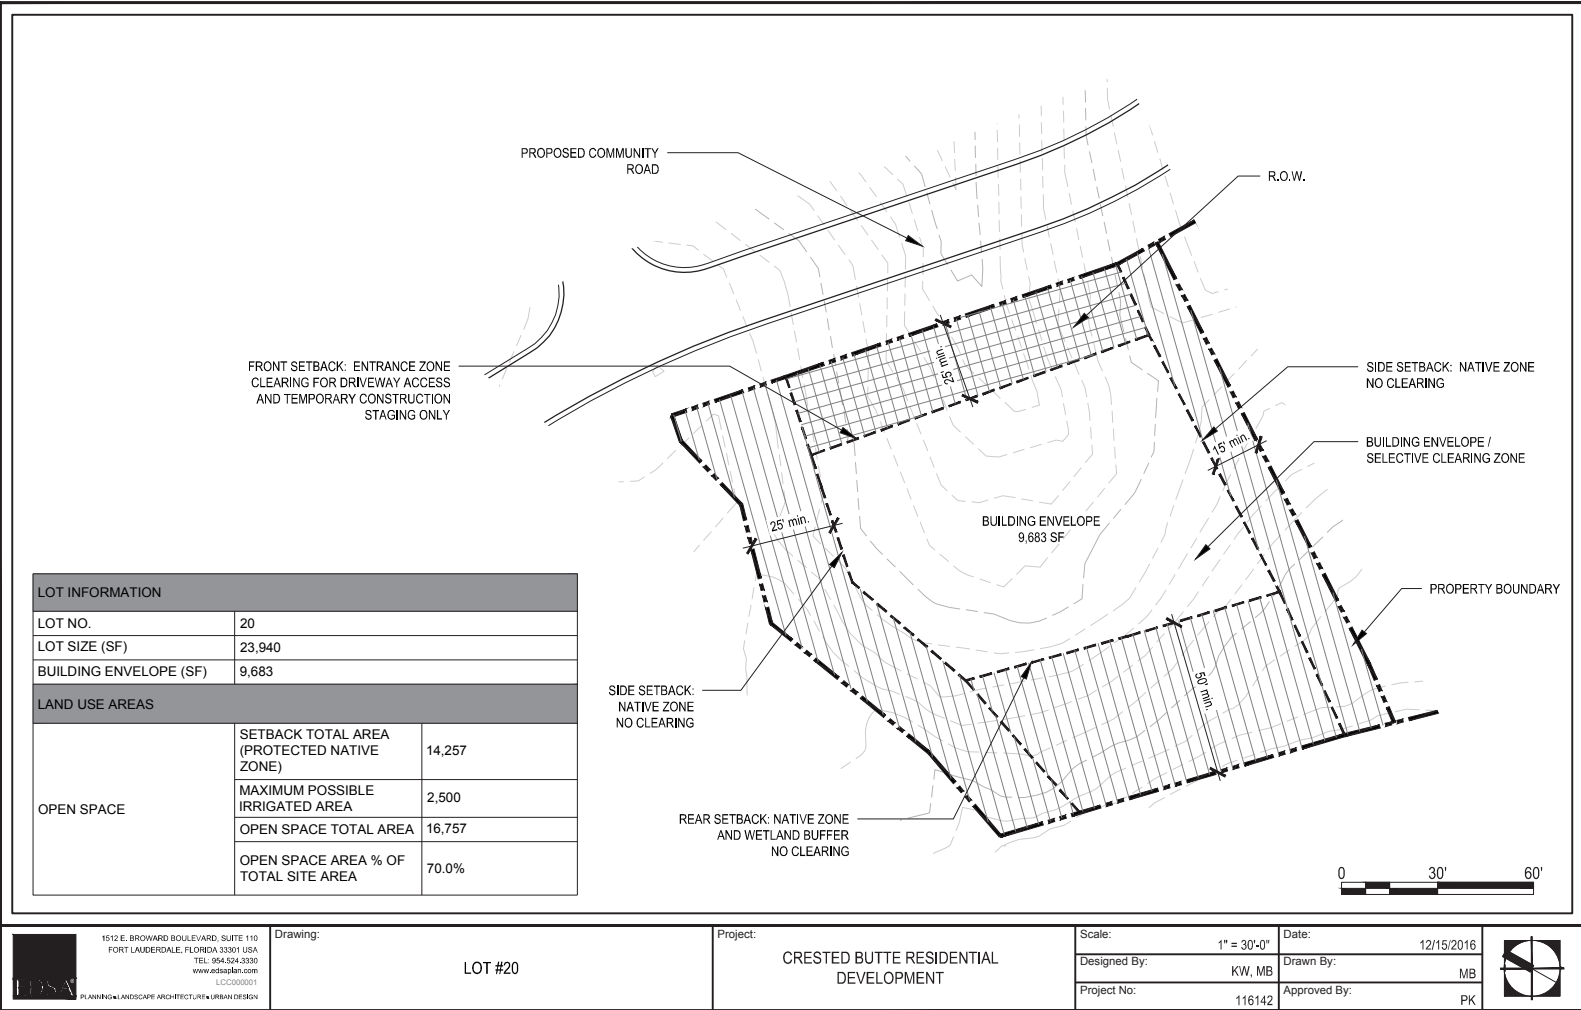 PROPOSED COMMUNITY
ROAD
R.O.W.
FRONT SETBACK: ENTRANCE ZONE
CLEARING FOR DRIVEWAY ACCESS
AND TEMPORARY CONSTRUCTION
STAGING ONLY
25' min.
SIDE SETBACK: NATIVE ZONE
NO CLEARING
15' min.
BUILDING ENVELOPE /
SELECTIVE CLEARING ZONE
25' min.
BUILDING ENVELOPE
9,683 SF
PROPERTY BOUNDARY
SIDE SETBACK:
NATIVE ZONE
NO CLEARING
50' min.
REAR SETBACK: NATIVE ZONE
AND WETLAND BUFFER
NO CLEARING
LOT INFORMATION
LOT NO. 20
LOT SIZE (SF) 23,940
BUILDING ENVELOPE (SF) 9,683
LAND USE AREAS
OPEN SPACE
SETBACK TOTAL AREA
(PROTECTED NATIVE
ZONE)
14,257
MAXIMUM POSSIBLE
IRRIGATED AREA
2,500
OPEN SPACE TOTAL AREA 16,757
OPEN SPACE AREA % OF
TOTAL SITE AREA
70.0%
0 30' 60'
EDSA
1512 E. BROWARD BOULEVARD, SUITE 110
FORT LAUDERDALE, FLORIDA 33301 USA
TEL: 954.524.3330
www.edsaplan.com
LCC000001
PLANNING LANDSCAPE ARCHITECTURE URBAN DESIGN
Drawing:
LOT #20
Project:
CRESTED BUTTE RESIDENTIAL
DEVELOPMENT
Scale:
1" = 30'-0"
Date:
12/15/2016
Designed By:
KW, MB
Drawn By:
MB
Project No:
116142
Approved By:
PK